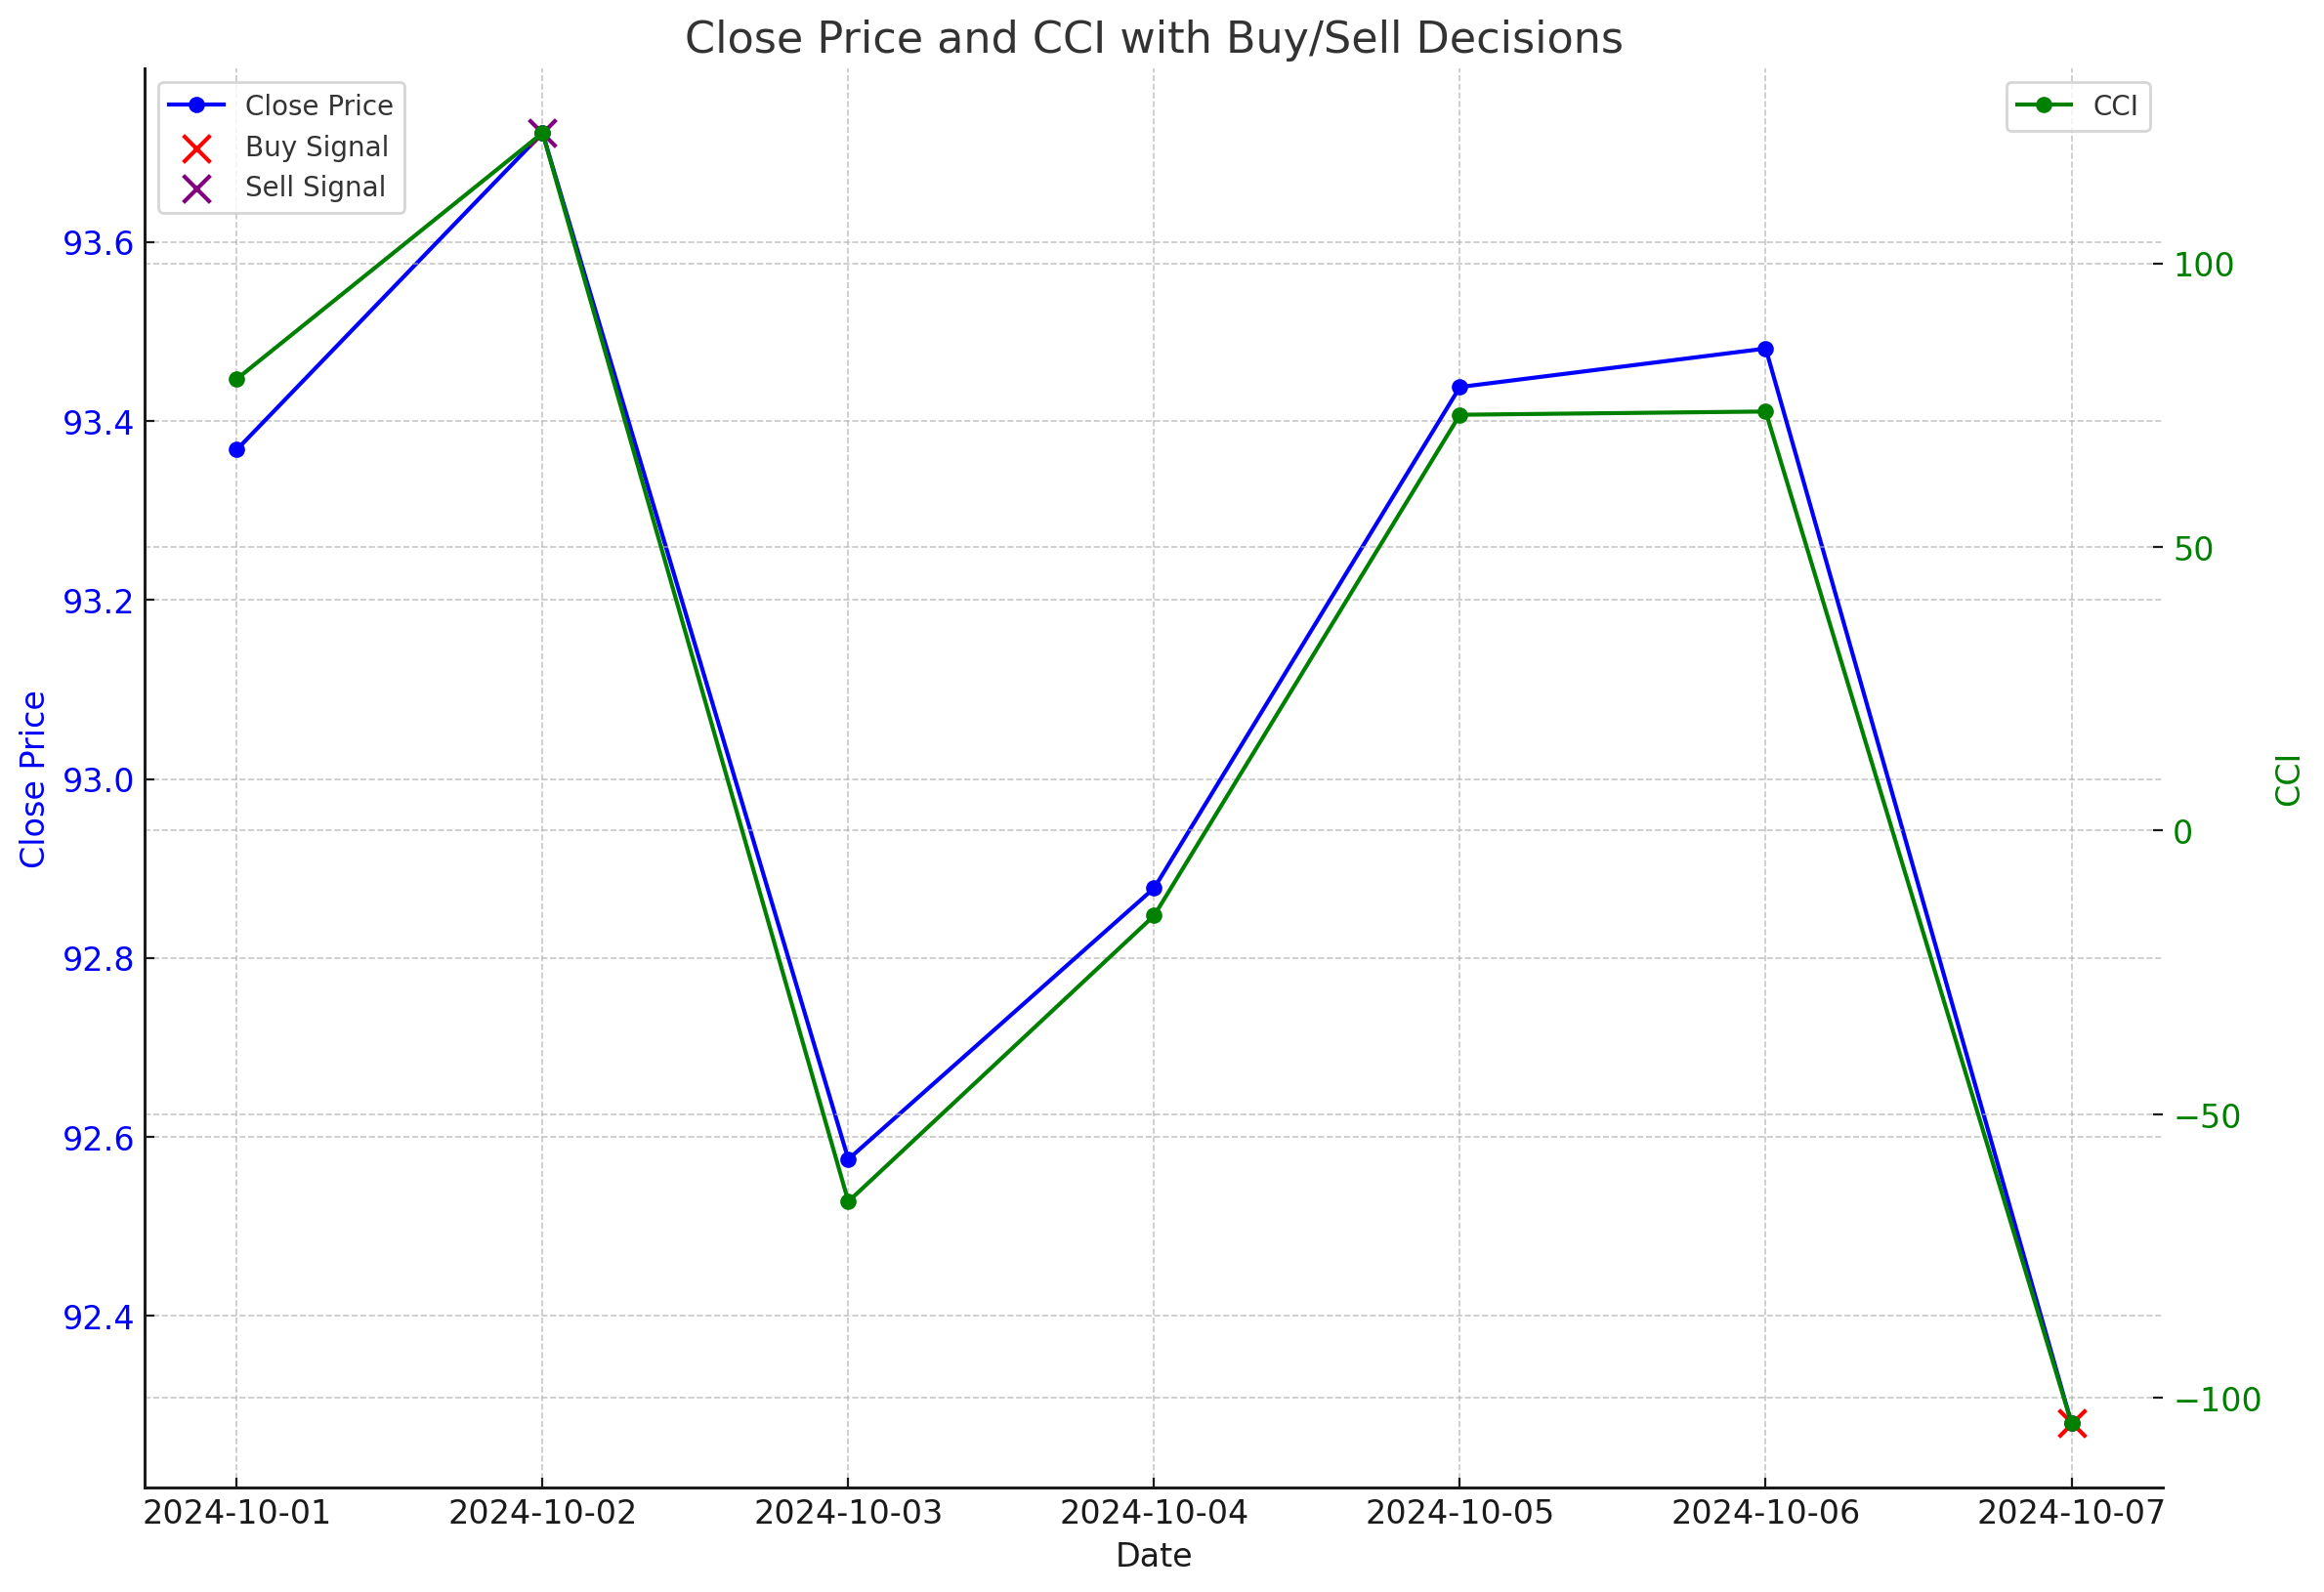 Close Price and CCI with Buy/Sell Decisions
Close Price
Buy Signal
Sell Signal
CCI
93.6
93.4
93.2
93.0
92.8
92.6
92.4
Close Price
100
50
0
−50
−100
CCI
2024-10-01 2024-10-02 2024-10-03 2024-10-04 2024-10-05 2024-10-06 2024-10-07
Date